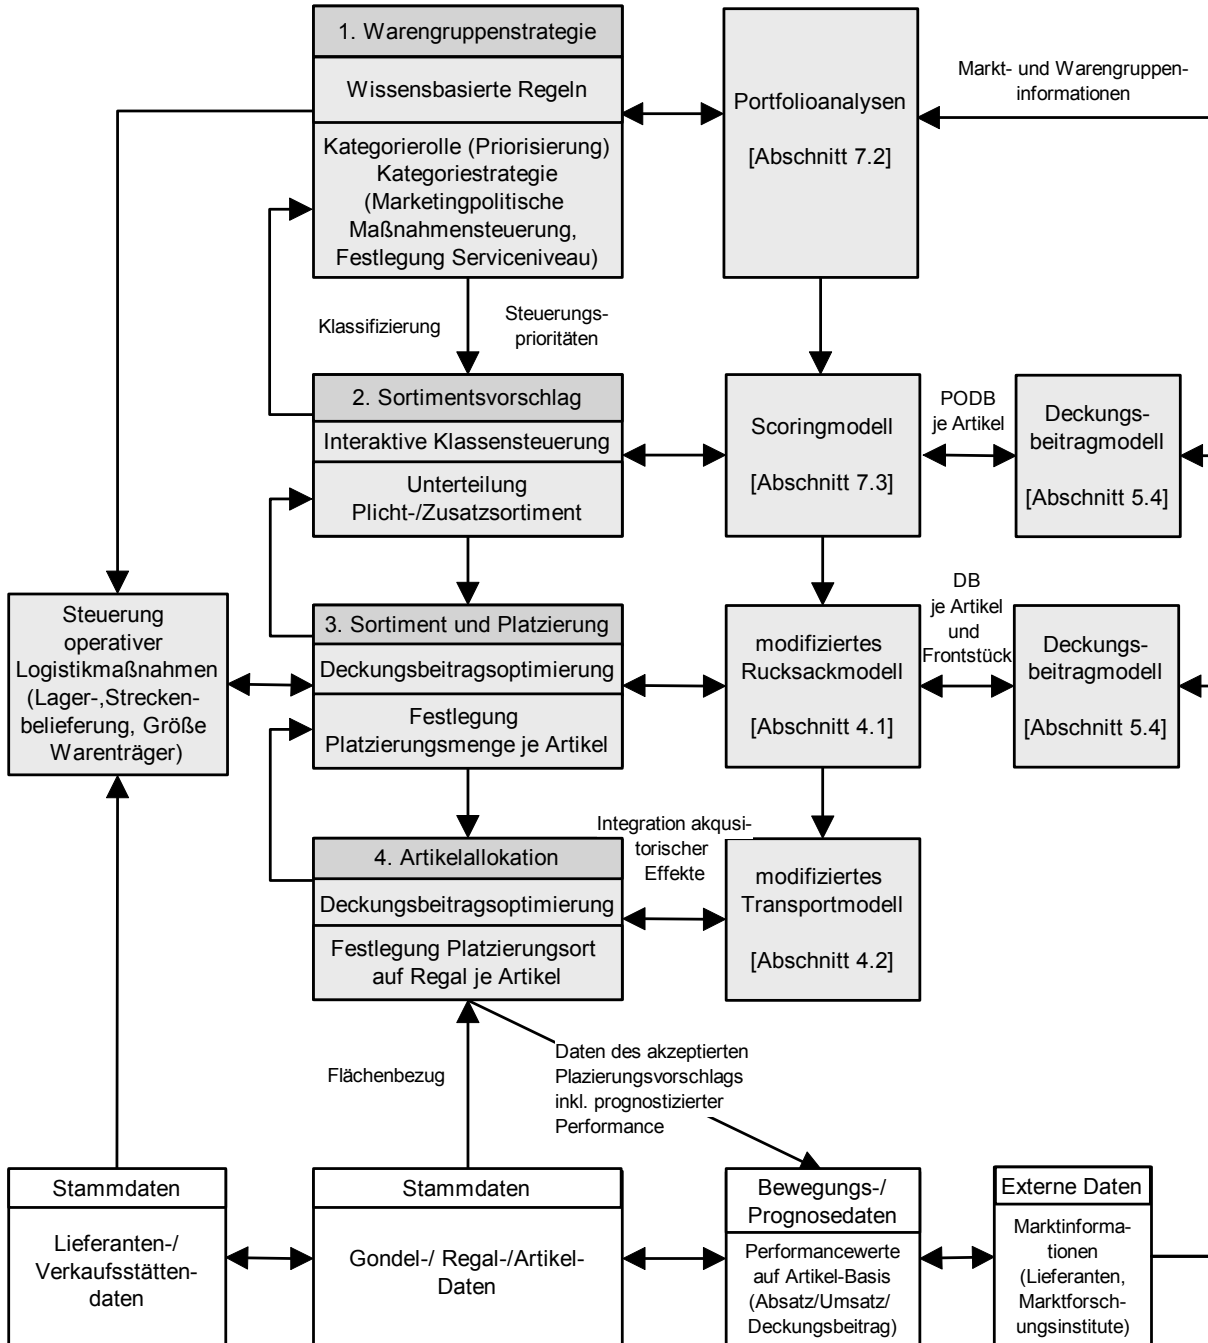 1. Warengruppenstrategie
Wissensbasierte Regeln
Kategorierolle (Priorisierung)
Kategoriestrategie
(Marketingpolitische
Maßnahmensteuerung,
Festlegung Serviceniveau)
Portfolioanalysen
[Abschnitt 7.2]
Markt- und Warengruppen-
informationen
Klassifizierung
Steuerungs-
prioritäten
2. Sortimentsvorschlag
Interaktive Klassensteuerung
Unterteilung
Plicht-/Zusatzsortiment
Scoringmodell
[Abschnitt 7.3]
PODB
je Artikel
Deckungs-
beitragmodell
[Abschnitt 5.4]
Steuerung
operativer
Logistikmaßnahmen
(Lager-,Strecken-
belieferung, Größe
Warenträger)
3. Sortiment und Platzierung
Deckungsbeitragsoptimierung
Festlegung
Platzierungsmenge je Artikel
modifiziertes
Rucksackmodell
[Abschnitt 4.1]
DB
je Artikel
und
Frontstück
Deckungs-
beitragmodell
[Abschnitt 5.4]
Integration akqusi-
torischer
Effekte
4. Artikelallokation
Deckungsbeitragsoptimierung
Festlegung Platzierungsort
auf Regal je Artikel
modifiziertes
Transportmodell
[Abschnitt 4.2]
Flächenbezug
Daten des akzeptierten
Plazierungsvorschlags
inkl. prognostizierter
Performance
Stammdaten
Lieferanten-/
Verkaufsstätten-
daten
Stammdaten
Gondel-/ Regal-/Artikel-
Daten
Bewegungs-/
Prognosedaten
Performancewerte
auf Artikel-Basis
(Absatz/Umsatz/
Deckungsbeitrag)
Externe Daten
Marktinforma-
tionen
(Lieferanten,
Marktforsch-
ungsinstitute)